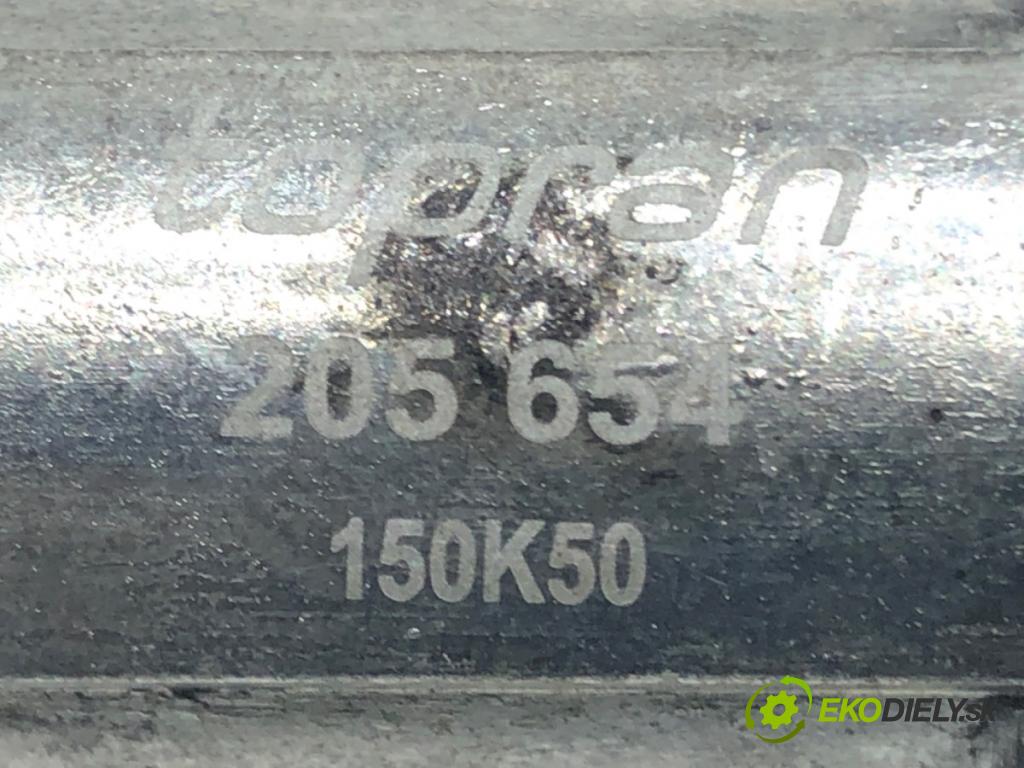 topran
205 654
150K50
EKODIELY.sk